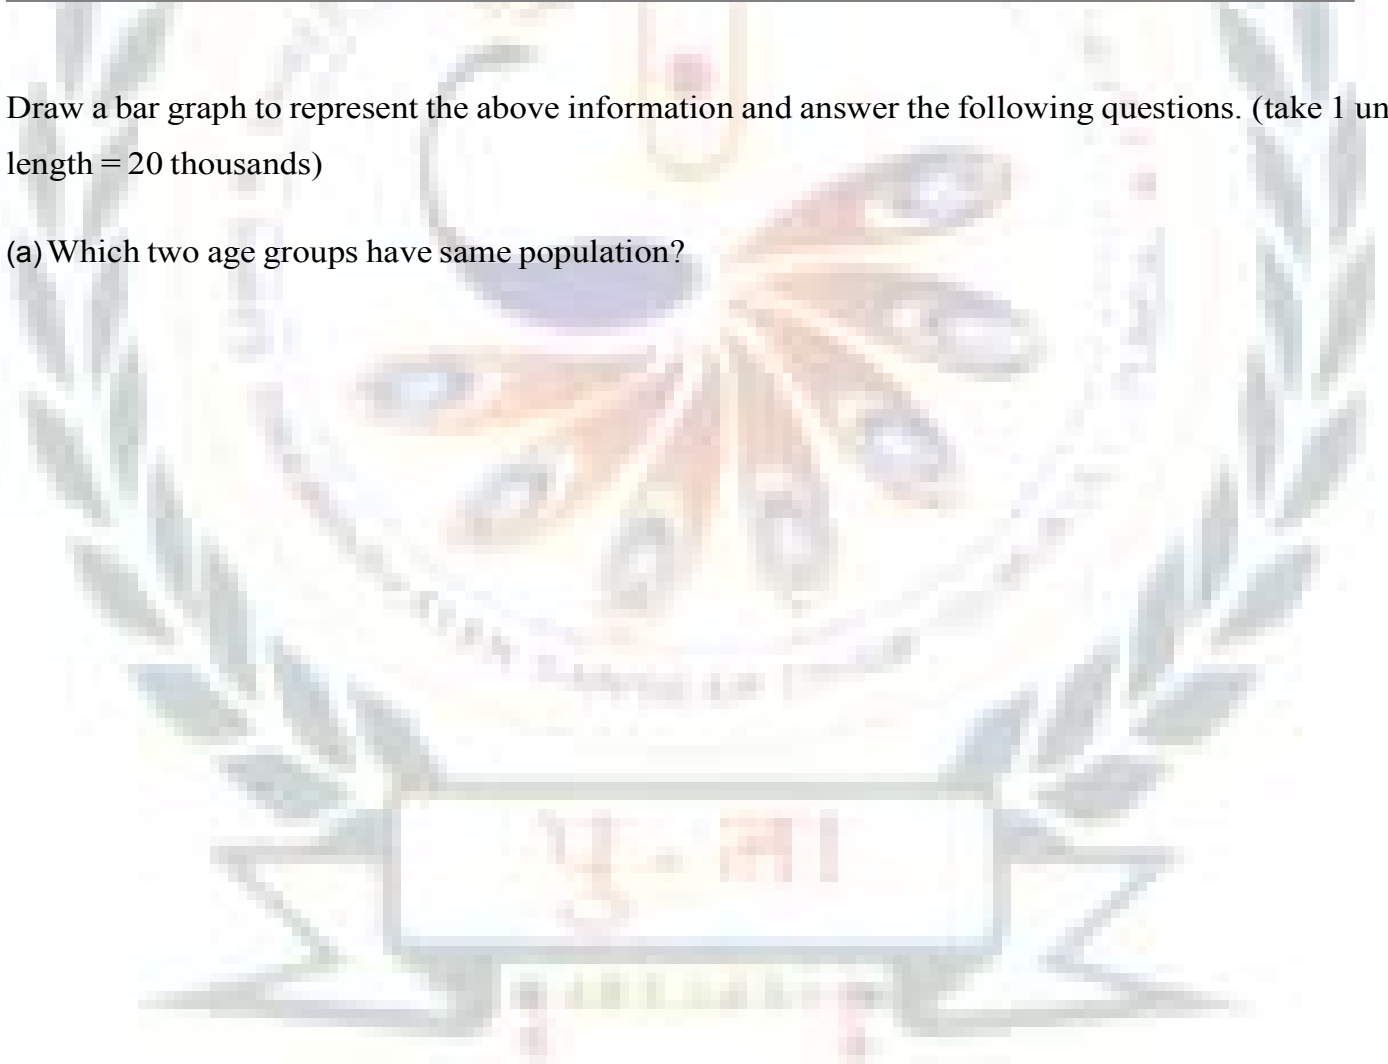 Draw a bar graph to represent the above information and answer the following questions. (take 1 un
length = 20 thousands)
(a) Which two age groups have same population?